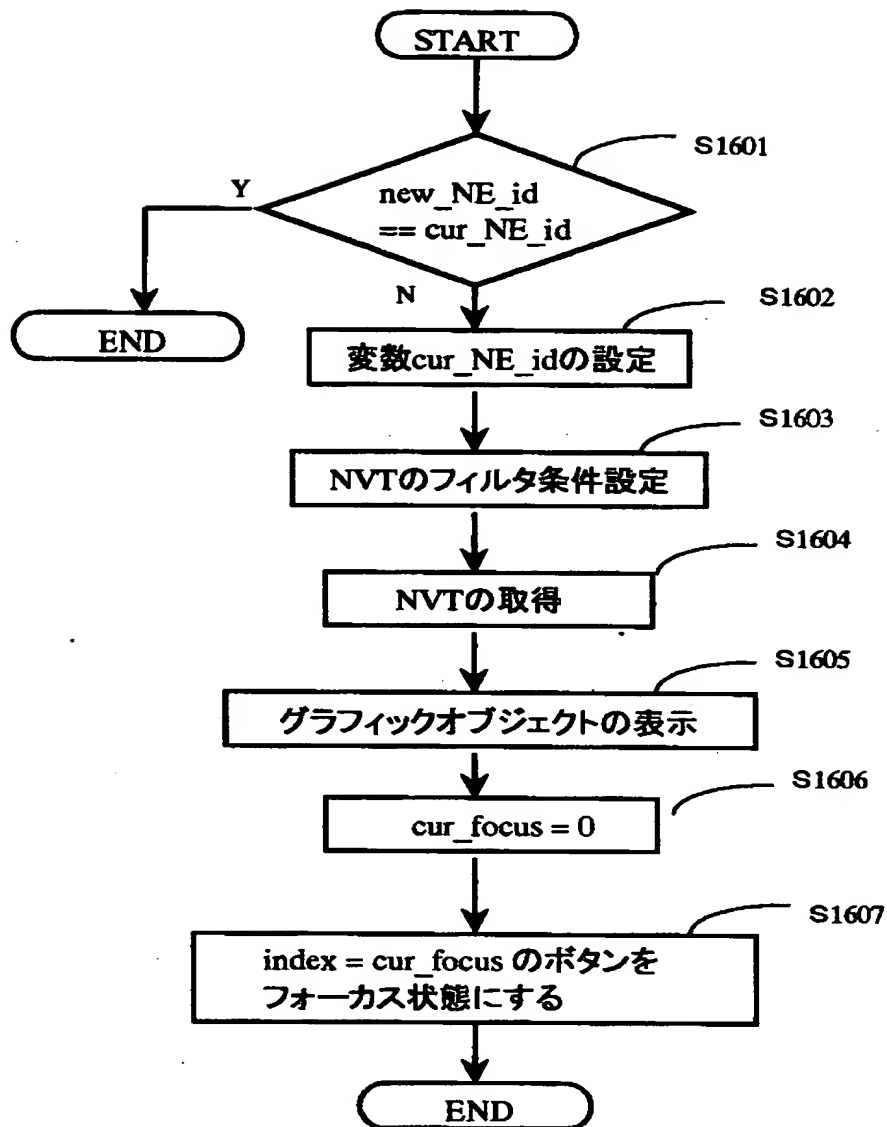 START
S1601
Y
new_NE_id
== cur_NE_id
N
END
S1602
変数cur_NE_idの設定
S1603
NVTのフィルタ条件設定
S1604
NVTの取得
S1605
グラフィックオブジェクトの表示
S1606
cur_focus = 0
S1607
index = cur_focus のボタンを
フォーカス状態にする
END